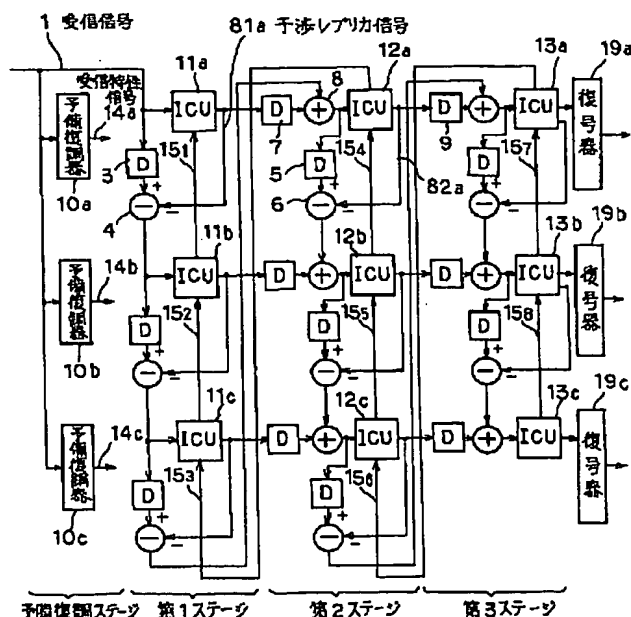 1 受信信号
81a 干渉レプリカ信号
11a
12a
13a
19a
受信特性
信号
14a
予備復調器
10a
3
D
4
ICU
15₁
D
7
8
5
D
6
ICU
15₄
82a
D
9
ICU
15₇
D
復号器
11b
12b
13b
19b
14b
予備復調器
10b
ICU
15₂
D
D
ICU
15₅
D
D
ICU
15₈
D
復号器
11c
12c
13c
19c
14c
予備復調器
10c
ICU
15₃
D
D
ICU
15₆
D
D
ICU
復号器
予備復調ステージ
第1ステージ
第2ステージ
第3ステージ